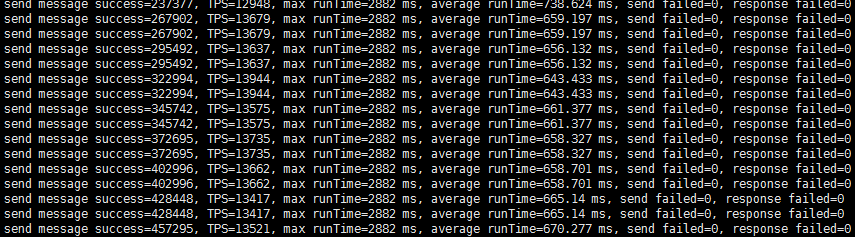 send message success=237377, TPS=12948, max runTime=2882 ms, average runTime=738.624 ms, send failed=0, response failed=0
send message success=267902, TPS=13679, max runTime=2882 ms, average runTime=659.197 ms, send failed=0, response failed=0
send message success=267902, TPS=13679, max runTime=2882 ms, average runTime=659.197 ms, send failed=0, response failed=0
send message success=295492, TPS=13637, max runTime=2882 ms, average runTime=656.132 ms, send failed=0, response failed=0
send message success=295492, TPS=13637, max runTime=2882 ms, average runTime=656.132 ms, send failed=0, response failed=0
send message success=322994, TPS=13944, max runTime=2882 ms, average runTime=643.433 ms, send failed=0, response failed=0
send message success=322994, TPS=13944, max runTime=2882 ms, average runTime=643.433 ms, send failed=0, response failed=0
send message success=345742, TPS=13575, max runTime=2882 ms, average runTime=661.377 ms, send failed=0, response failed=0
send message success=345742, TPS=13575, max runTime=2882 ms, average runTime=661.377 ms, send failed=0, response failed=0
send message success=372695, TPS=13735, max runTime=2882 ms, average runTime=658.327 ms, send failed=0, response failed=0
send message success=372695, TPS=13735, max runTime=2882 ms, average runTime=658.327 ms, send failed=0, response failed=0
send message success=402996, TPS=13662, max runTime=2882 ms, average runTime=658.701 ms, send failed=0, response failed=0
send message success=402996, TPS=13662, max runTime=2882 ms, average runTime=658.701 ms, send failed=0, response failed=0
send message success=428448, TPS=13417, max runTime=2882 ms, average runTime=665.14 ms, send failed=0, response failed=0
send message success=428448, TPS=13417, max runTime=2882 ms, average runTime=665.14 ms, send failed=0, response failed=0
send message success=457295, TPS=13521, max runTime=2882 ms, average runTime=670.277 ms, send failed=0, response failed=0